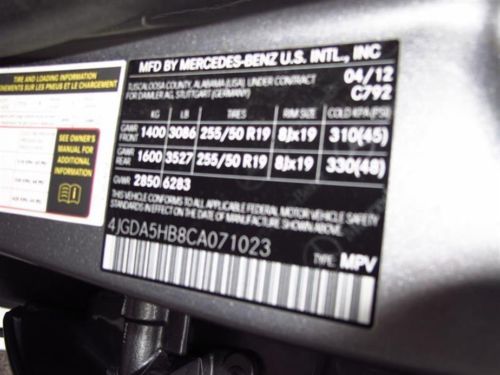 TIRE AND LOADING INFORMATION
SEE OWNER'S
MANUAL FOR
ADDITIONAL
INFORMATION
MFD BY MERCEDES-BENZ U.S. INTL., INC
TUSCALOOSA COUNTY, ALABAMA (USA), UNDER CONTRACT 04/12
FOR DAIMLER AG, STUTTGART (GERMANY) C792
KG LB TIRES RIM SIZE COLD KPA (PSI)
GAWR FRONT 1400 3086 255/50 R19 8Jx19 310(45)
GAWR REAR 1600 3527 255/50 R19 8Jx19 330(48)
GVWR 2850 6283
THIS VEHICLE CONFORMS TO ALL APPLICABLE FEDERAL MOTOR VEHICLE SAFETY
STANDARDS IN EFFECT ON THE DATE OF MANUFACTURE SHOWN ABOVE.
4JGDA5HB8CA071023
TYPE: MPV